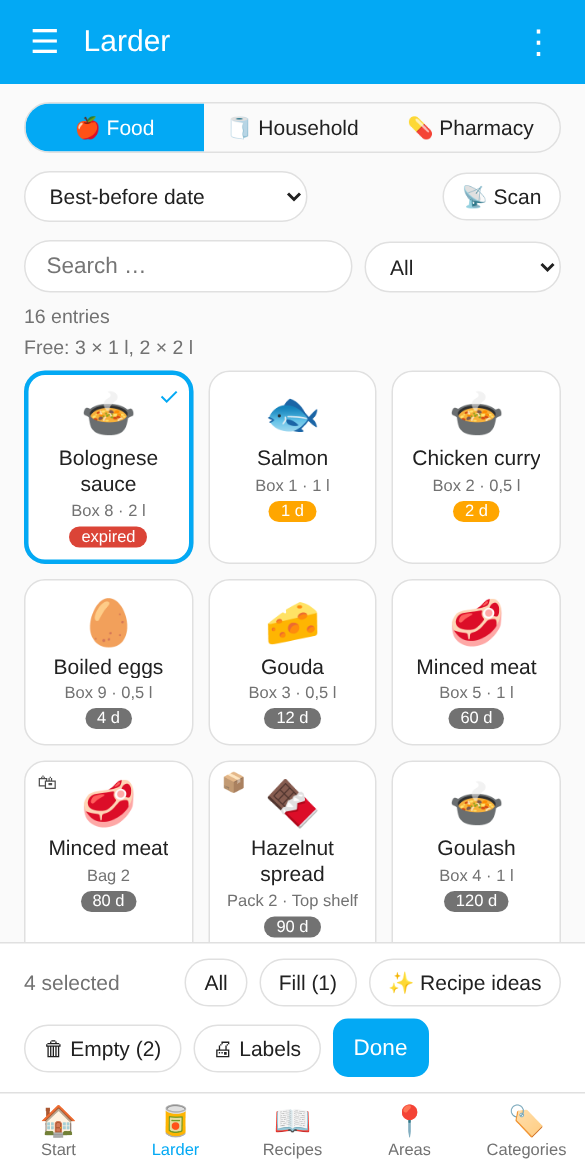 Larder
Food
Household
Pharmacy
Best-before date
Scan
Search …
All
16 entries
Free: 3 × 1 l, 2 × 2 l
Bolognese
sauce
Box 8 · 2 l
expired
Salmon
Box 1 · 1 l
1 d
Chicken curry
Box 2 · 0,5 l
2 d
Boiled eggs
Box 9 · 0,5 l
4 d
Gouda
Box 3 · 0,5 l
12 d
Minced meat
Box 5 · 1 l
60 d
Minced meat
Bag 2
80 d
Hazelnut
spread
Pack 2 · Top shelf
90 d
Goulash
Box 4 · 1 l
120 d
4 selected
All
Fill (1)
Recipe ideas
Empty (2)
Labels
Done
Start
Larder
Recipes
Areas
Categories